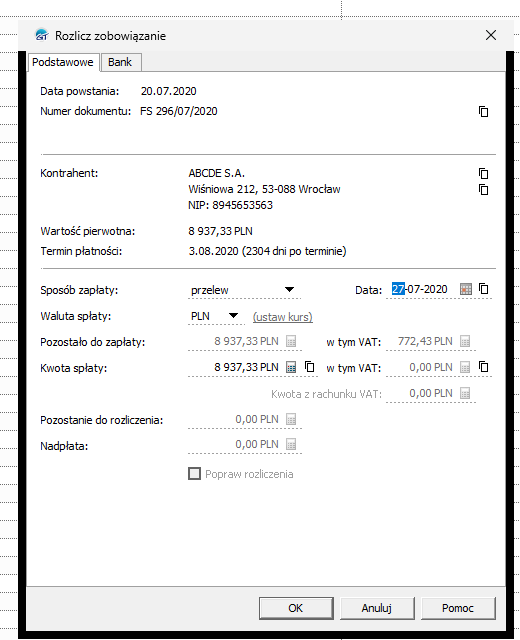 Rozlicz zobowiązanie
Podstawowe Bank
Data powstania: 20.07.2020
Numer dokumentu: FS 296/07/2020
Kontrahent: ABCDE S.A.
Wiśniowa 212, 53-088 Wrocław
NIP: 8945653563
Wartość pierwotna: 8 937,33 PLN
Termin płatności: 3.08.2020 (2304 dni po terminie)
Sposób zapłaty: przelew Data: 27-07-2020
Waluta spłaty: PLN (ustaw kurs)
Pozostało do zapłaty: 8 937,33 PLN w tym VAT: 772,43 PLN
Kwota spłaty: 8 937,33 PLN w tym VAT: 0,00 PLN
Kwota z rachunku VAT: 0,00 PLN
Pozostanie do rozliczenia: 0,00 PLN
Nadpłata: 0,00 PLN
Popraw rozliczenia
OK Anuluj Pomoc